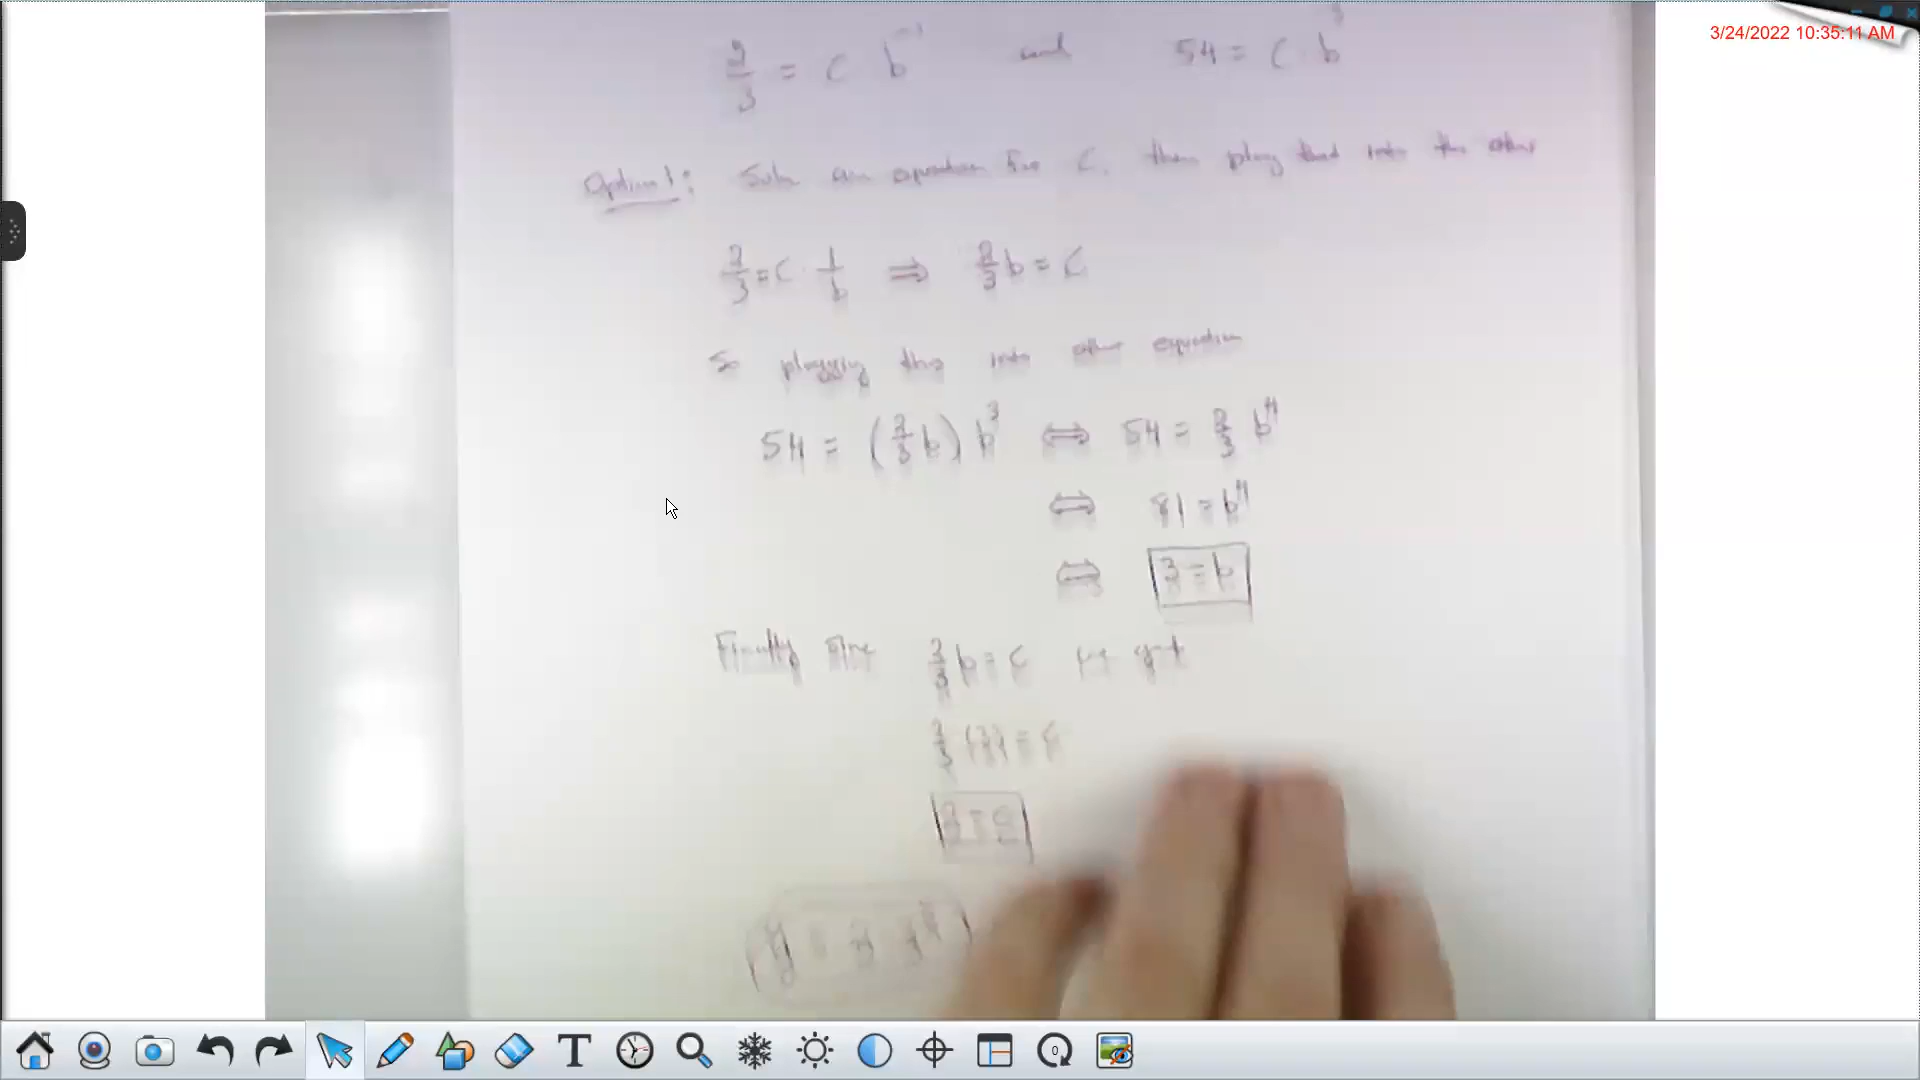 3/24/2022 10:35:11 AM
2/3 = C b^-1 and 54 = C · b^3
Option 1: Solve an equation for C, then plug that into the other
2/3 = C · 1/b ⟹ 2/3 b = C
So plugging this into other equation
54 = (2/3 b) b^3 ⟺ 54 = 2/3 b^4
⟺ 81 = b^4
⟺ 3 = b
Finally since 2/3 b = C we get
2/3 (3) = C
2 = C
y = 2 · 3^x
T
0